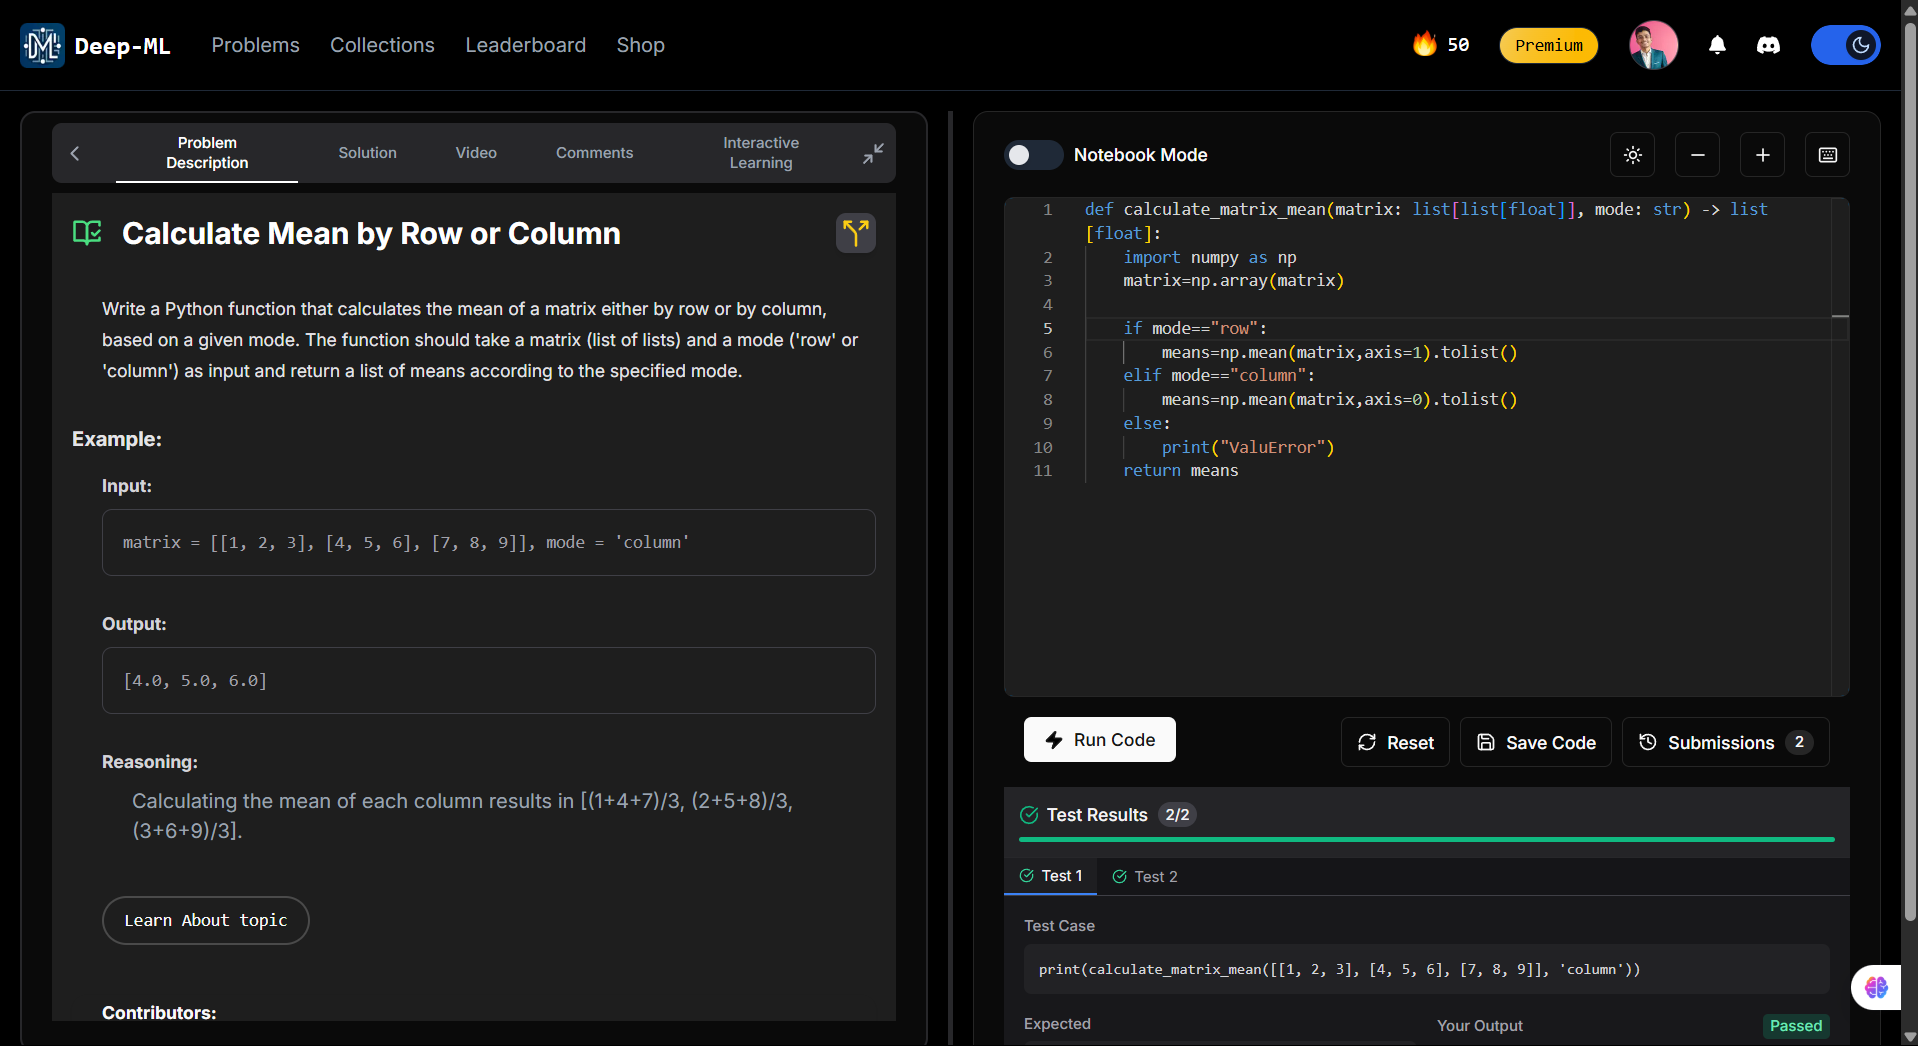 Deep-ML
Problems
Collections
Leaderboard
Shop
50
Premium
Problem Description
Solution
Video
Comments
Interactive Learning
Calculate Mean by Row or Column
Write a Python function that calculates the mean of a matrix either by row or by column,
based on a given mode. The function should take a matrix (list of lists) and a mode ('row' or
'column') as input and return a list of means according to the specified mode.
Example:
Input:
matrix = [[1, 2, 3], [4, 5, 6], [7, 8, 9]], mode = 'column'
Output:
[4.0, 5.0, 6.0]
Reasoning:
Calculating the mean of each column results in [(1+4+7)/3, (2+5+8)/3,
(3+6+9)/3].
Learn About topic
Contributors:
Notebook Mode
1 def calculate_matrix_mean(matrix: list[list[float]], mode: str) -> list
[float]:
2 import numpy as np
3 matrix=np.array(matrix)
4
5 if mode=="row":
6 means=np.mean(matrix,axis=1).tolist()
7 elif mode=="column":
8 means=np.mean(matrix,axis=0).tolist()
9 else:
10 print("ValuError")
11 return means
Run Code
Reset
Save Code
Submissions 2
Test Results 2/2
Test 1
Test 2
Test Case
print(calculate_matrix_mean([[1, 2, 3], [4, 5, 6], [7, 8, 9]], 'column'))
Expected
Your Output
Passed